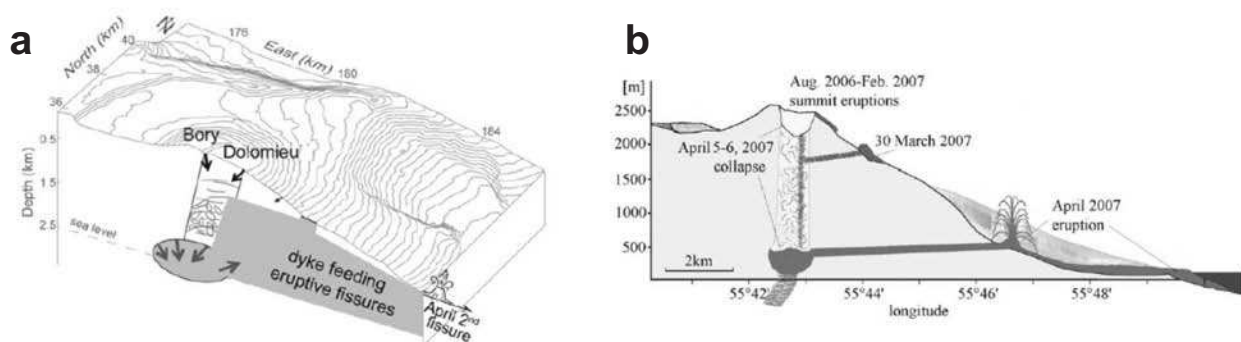 a
N
North (km)
40
38
36
East (km)
176
180
184
Depth (km)
0.5
1.5
2.5
sea level
Bory
Dolomieu
dyke feeding
eruptive fissures
April 2nd
fissure
b
[m]
2500
2000
1500
1000
500
Aug. 2006-Feb. 2007
summit eruptions
30 March 2007
April 5-6, 2007
collapse
April 2007
eruption
2km
55°42'
55°44'
55°46'
55°48'
longitude